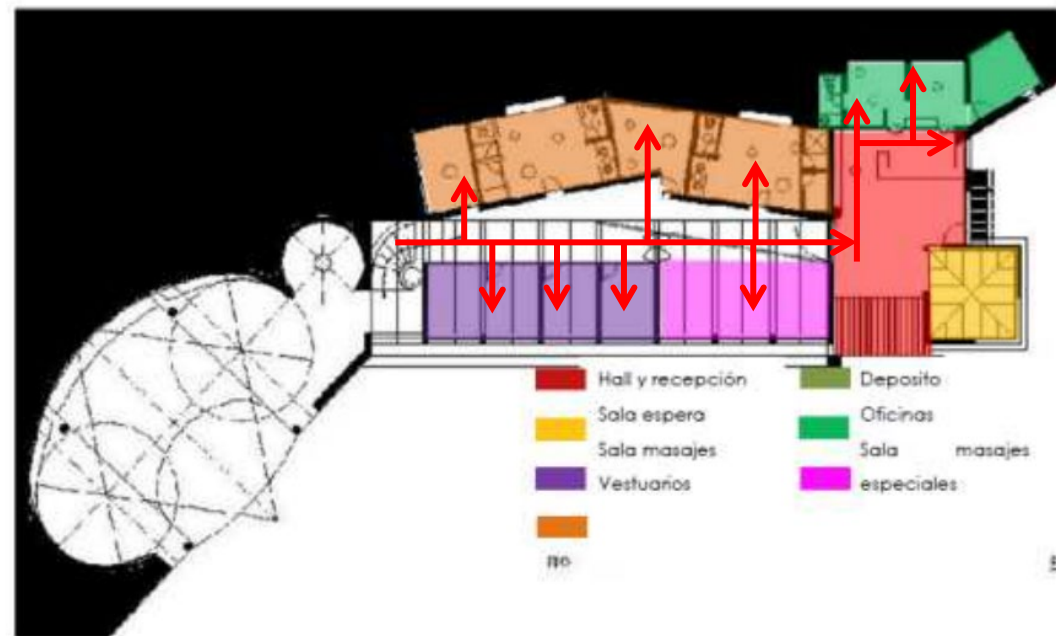 Hall y recepción
Sala espera
Sala masajes
Vestuarios
Deposito
Oficinas
Sala masajes
especiales